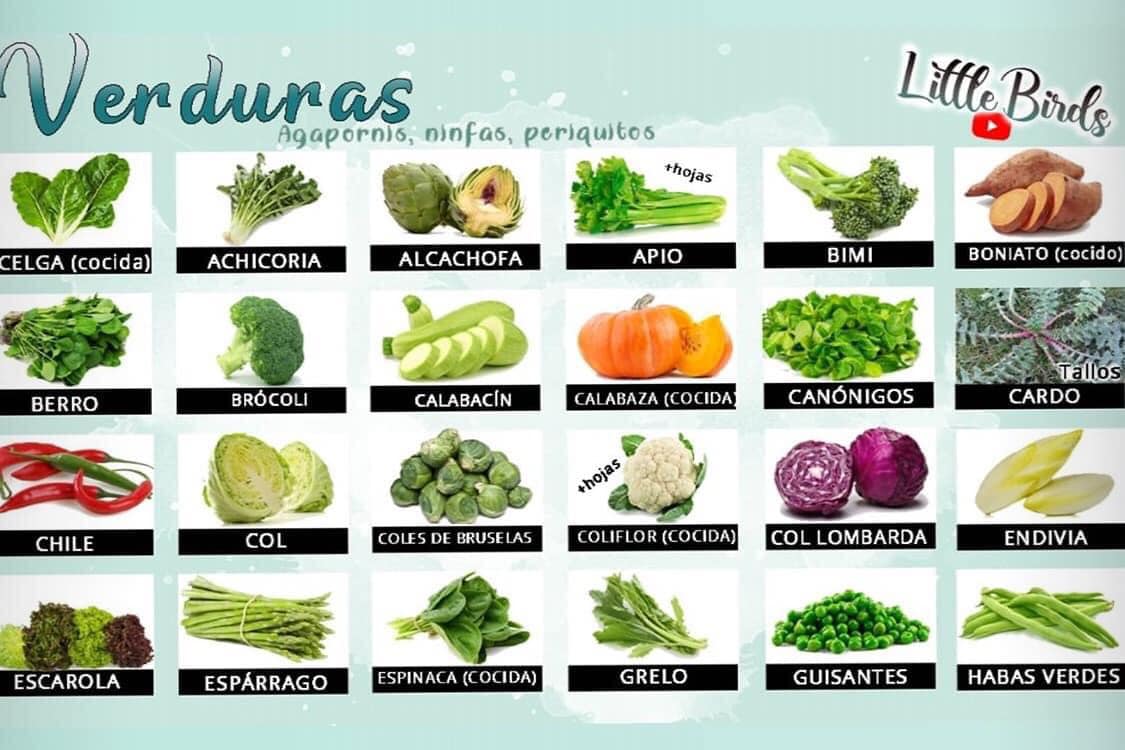 Verduras
Agapornis, ninfas, periquitos
Little Birds
+hojas
CELGA (cocida)
ACHICORIA
ALCACHOFA
APIO
BIMI
BONIATO (cocido)
Tallos
BERRO
BRÓCOLI
CALABACÍN
CALABAZA (COCIDA)
CANÓNIGOS
CARDO
+hojas
CHILE
COL
COLES DE BRUSELAS
COLIFLOR (COCIDA)
COL LOMBARDA
ENDIVIA
ESCAROLA
ESPÁRRAGO
ESPINACA (COCIDA)
GRELO
GUISANTES
HABAS VERDES